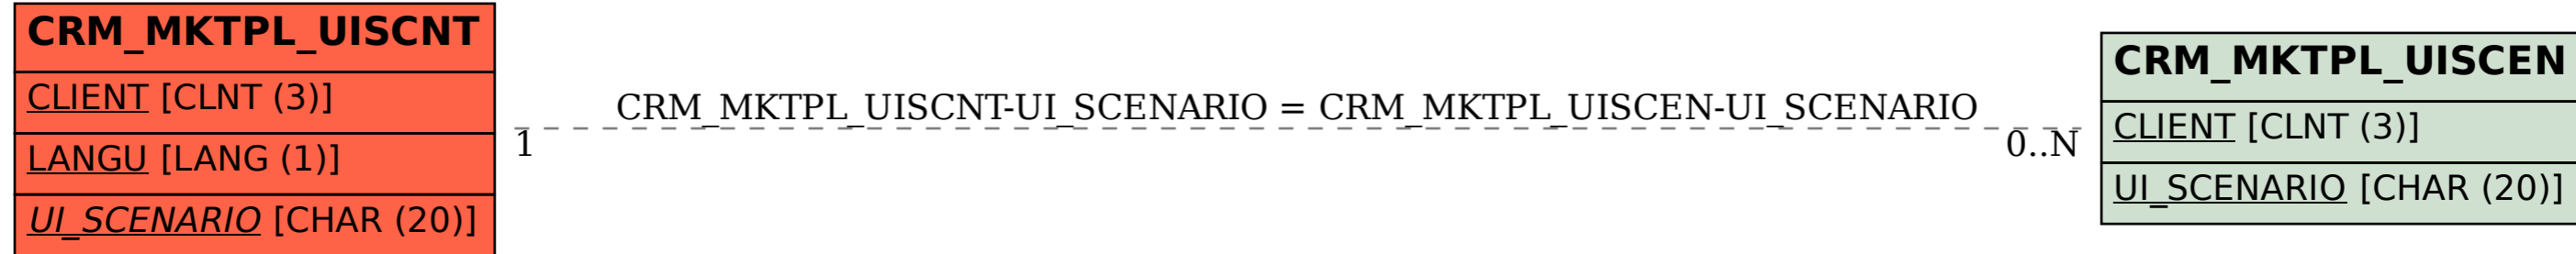 CRM_MKTPL_UISCNT
CLIENT [CLNT (3)]
LANGU [LANG (1)]
UI_SCENARIO [CHAR (20)]
CRM_MKTPL_UISCNT-UI_SCENARIO = CRM_MKTPL_UISCEN-UI_SCENARIO
1
0..N
CRM_MKTPL_UISCEN
CLIENT [CLNT (3)]
UI_SCENARIO [CHAR (20)]